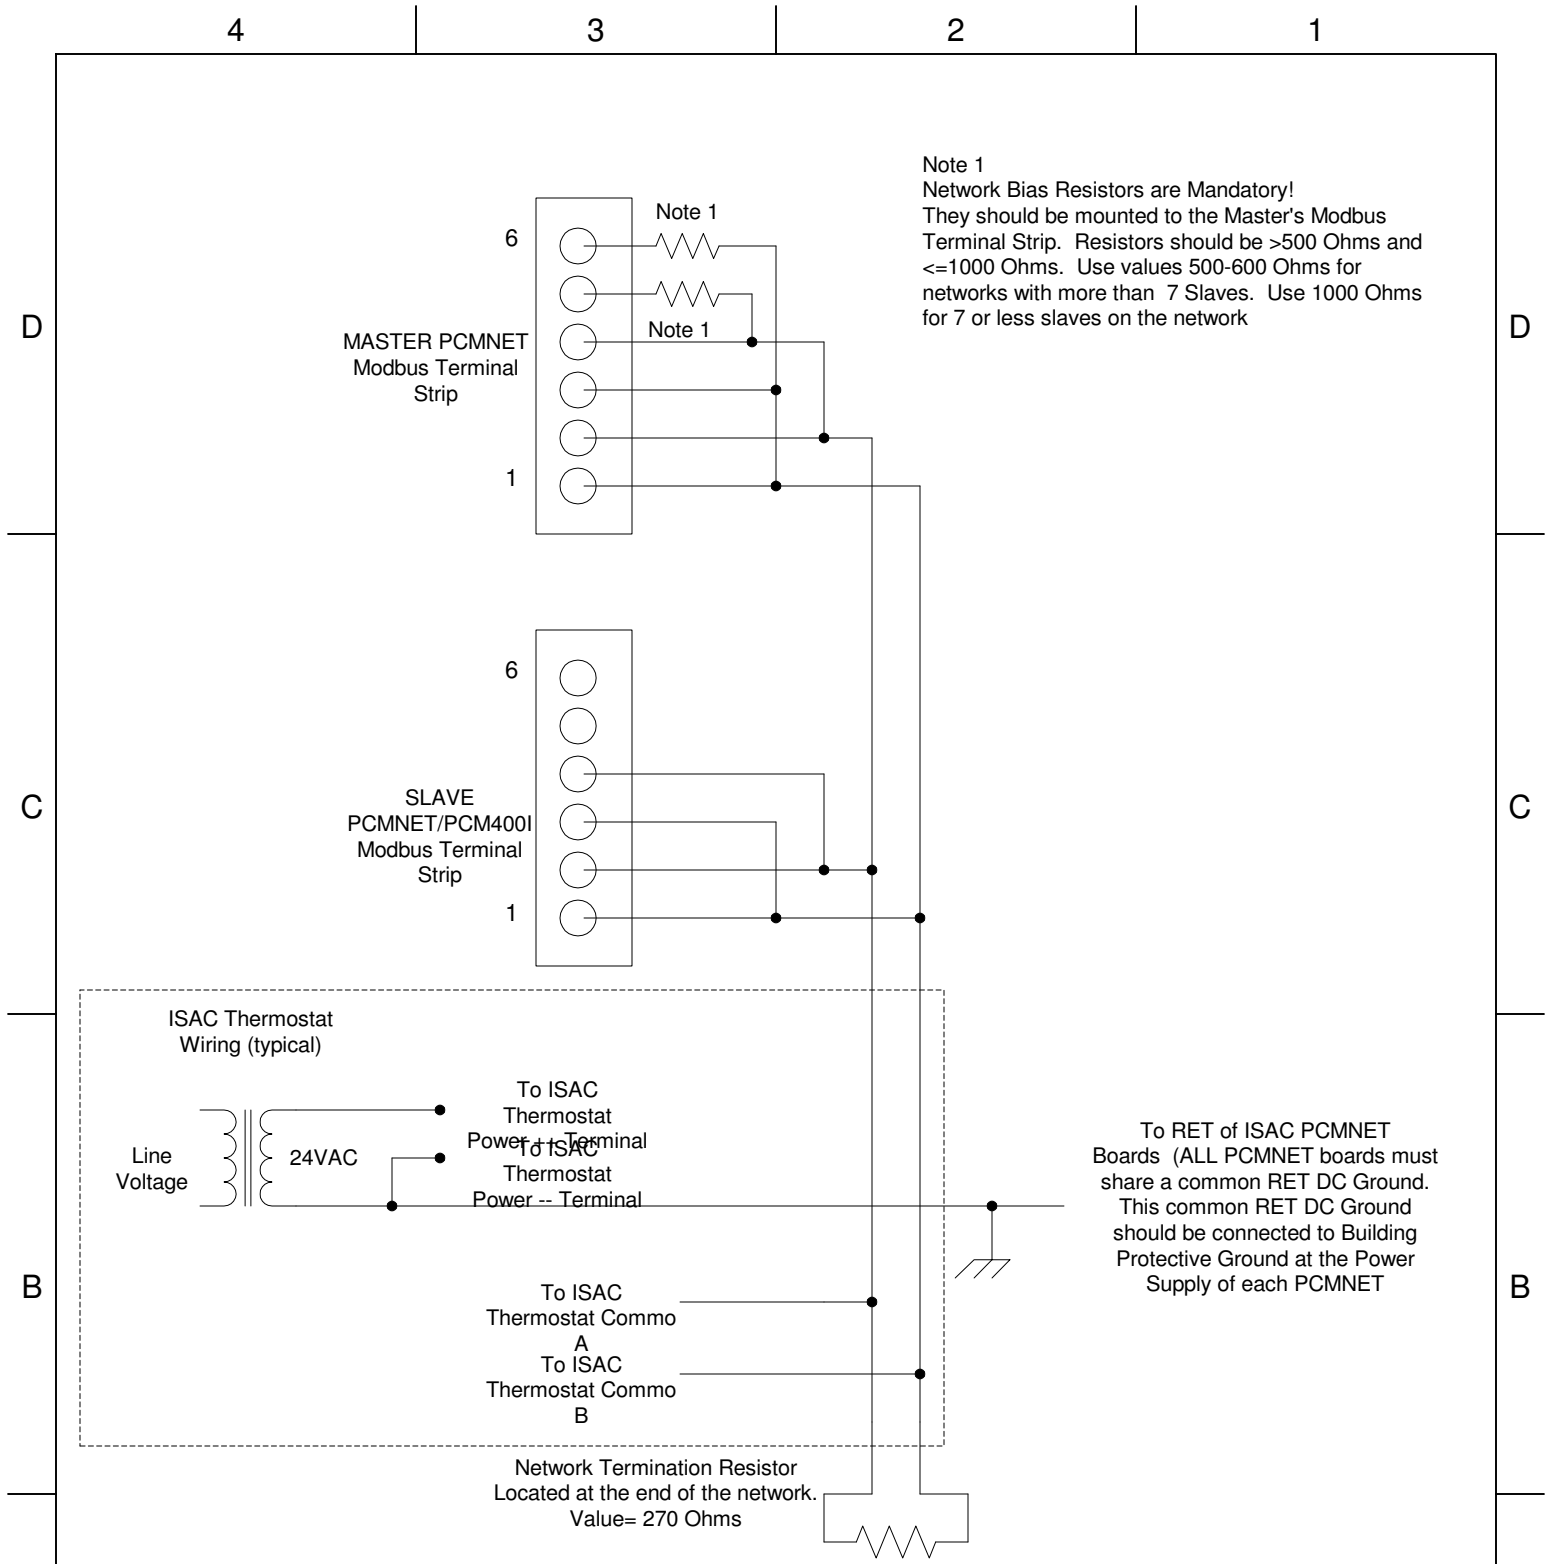 4 3 2 1
Note 1
Network Bias Resistors are Mandatory!
They should be mounted to the Master's Modbus
Terminal Strip. Resistors should be >500 Ohms and
<=1000 Ohms. Use values 500-600 Ohms for
networks with more than 7 Slaves. Use 1000 Ohms
for 7 or less slaves on the network
Note 1
6
Note 1
D
D
MASTER PCMNET
Modbus Terminal
Strip
1
6
C
C
SLAVE
PCMNET/PCM400I
Modbus Terminal
Strip
1
ISAC Thermostat
Wiring (typical)
To ISAC
Thermostat
Power ++ Terminal
To ISAC
Thermostat
Power -- Terminal
Line
Voltage
24VAC
To RET of ISAC PCMNET
Boards (ALL PCMNET boards must
share a common RET DC Ground.
This common RET DC Ground
should be connected to Building
Protective Ground at the Power
Supply of each PCMNET
B
B
To ISAC
Thermostat Commo
A
To ISAC
Thermostat Commo
B
Network Termination Resistor
Located at the end of the network.
Value= 270 Ohms